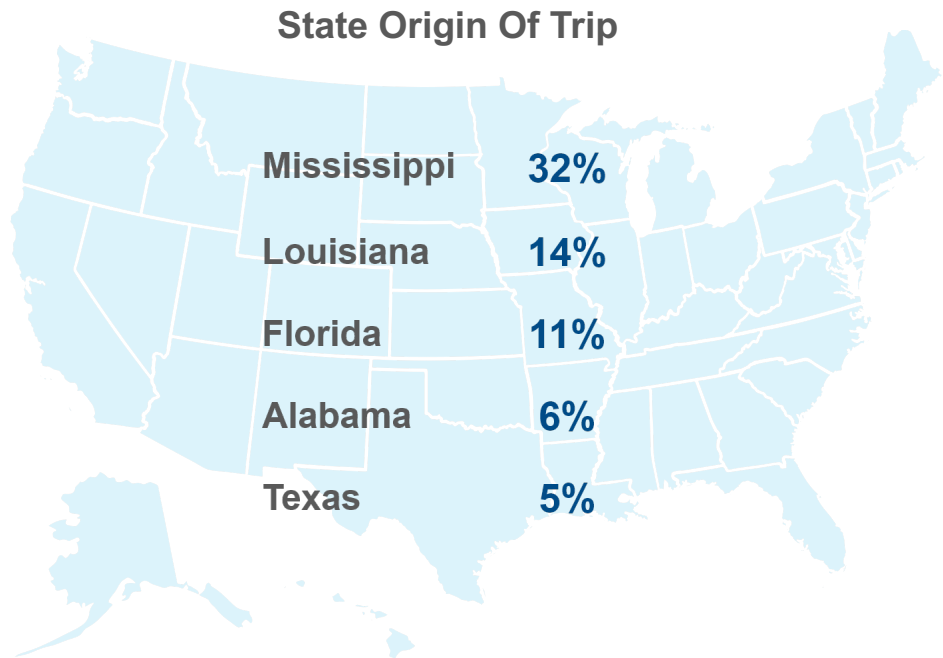 State Origin Of Trip
Mississippi 32%
Louisiana 14%
Florida 11%
Alabama 6%
Texas 5%